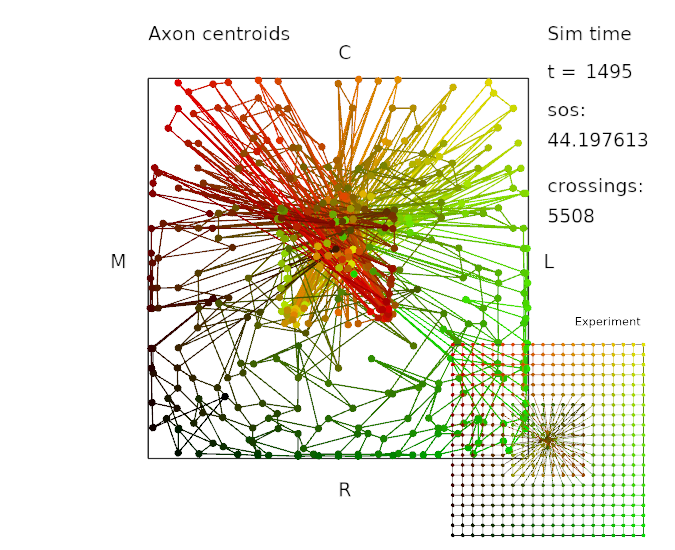 Axon centroids
C
Sim time
t = 1495
sos:
44.197613
crossings:
5508
M
L
Experiment
R